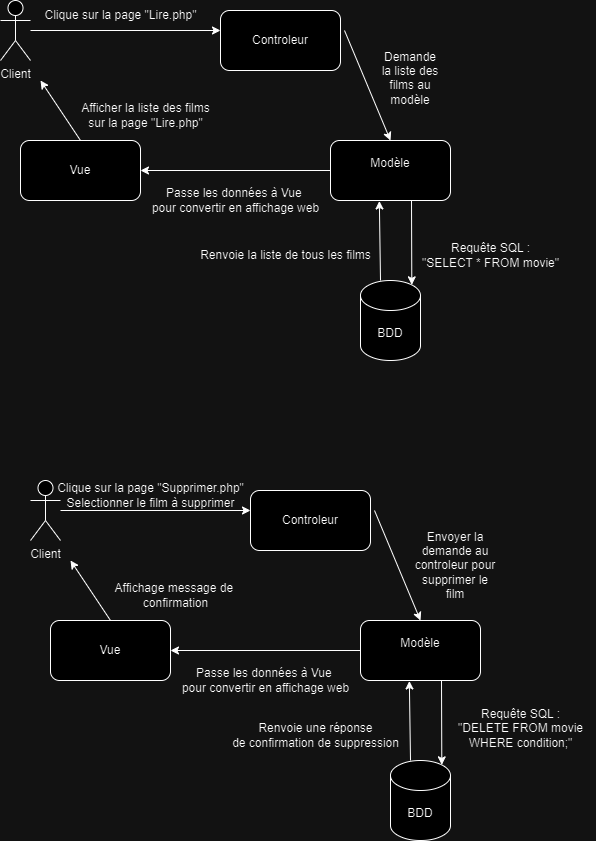 Clique sur la page "Lire.php"
Controleur
Client
Demande
la liste des
films au
modèle
Afficher la liste des films
sur la page "Lire.php"
Vue
Modèle
Passe les données à Vue
pour convertir en affichage web
Renvoie la liste de tous les films
Requête SQL :
"SELECT * FROM movie"
BDD
Clique sur la page "Supprimer.php"
Selectionner le film à supprimer
Controleur
Client
Envoyer la
demande au
controleur pour
supprimer le
film
Affichage message de
confirmation
Vue
Modèle
Passe les données à Vue
pour convertir en affichage web
Renvoie une réponse
de confirmation de suppression
Requête SQL :
"DELETE FROM movie
WHERE condition;"
BDD